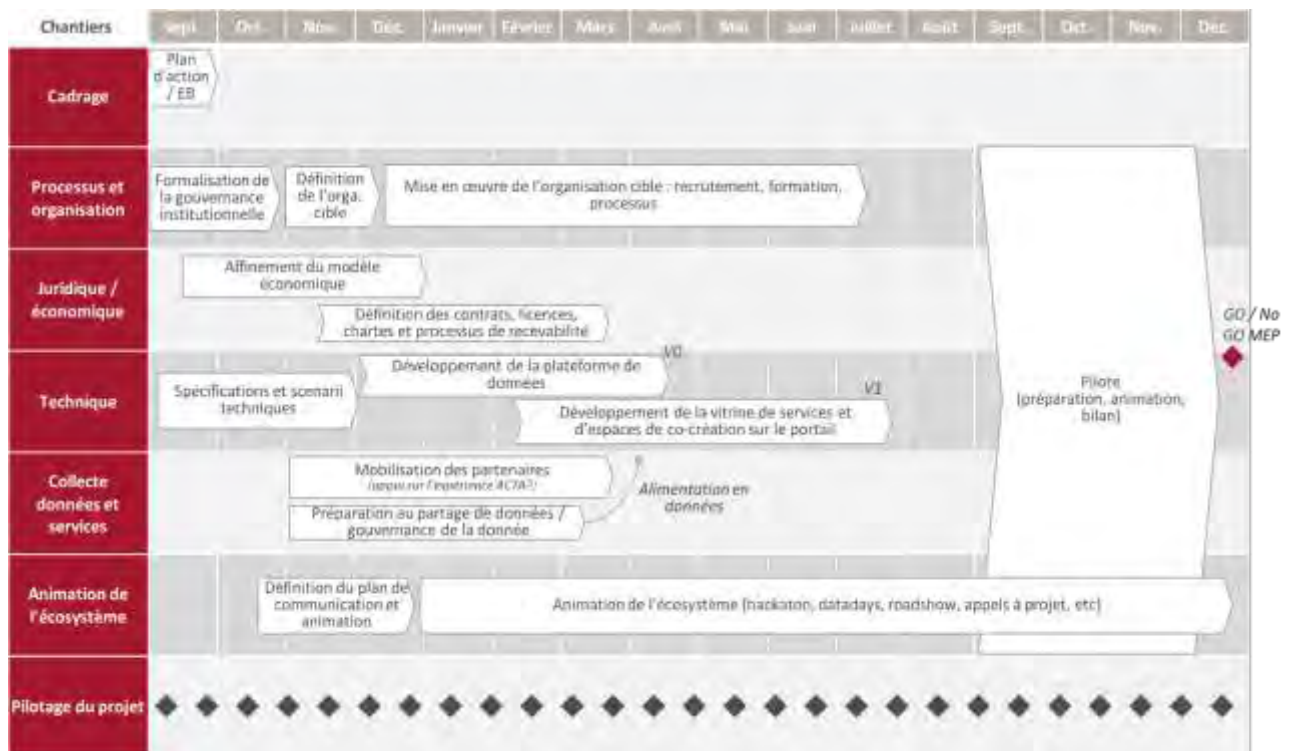 Chantiers Sept. Oct. Nov. Déc. Janvier Février Mars Avril Mai Juin Juillet Août Sept. Oct. Nov. Déc.
Cadrage
Plan
d'action
/ EB
Processus et
organisation
Formalisation de
la gouvernance
institutionnelle
Définition
de l'orga.
cible
Mise en œuvre de l'organisation cible : recrutement, formation,
processus
Juridique /
économique
Affinement du modèle
économique
Définition des contrats, licences,
chartes et processus de recevabilité
GO / No
GO MEP
Technique
Spécifications et scenarii
techniques
Développement de la plateforme de
données
V0
Développement de la vitrine de services et
d'espaces de co-création sur le portail
V1
Pilote
(préparation, animation,
bilan)
Collecte
données et
services
Mobilisation des partenaires
(appui sur l'expérience ACTA?)
Préparation au partage de données /
gouvernance de la donnée
Alimentation en
données
Animation de
l'écosystème
Définition du plan de
communication et
animation
Animation de l'écosystème (hackaton, datadays, roadshow, appels à projet, etc)
Pilotage du projet